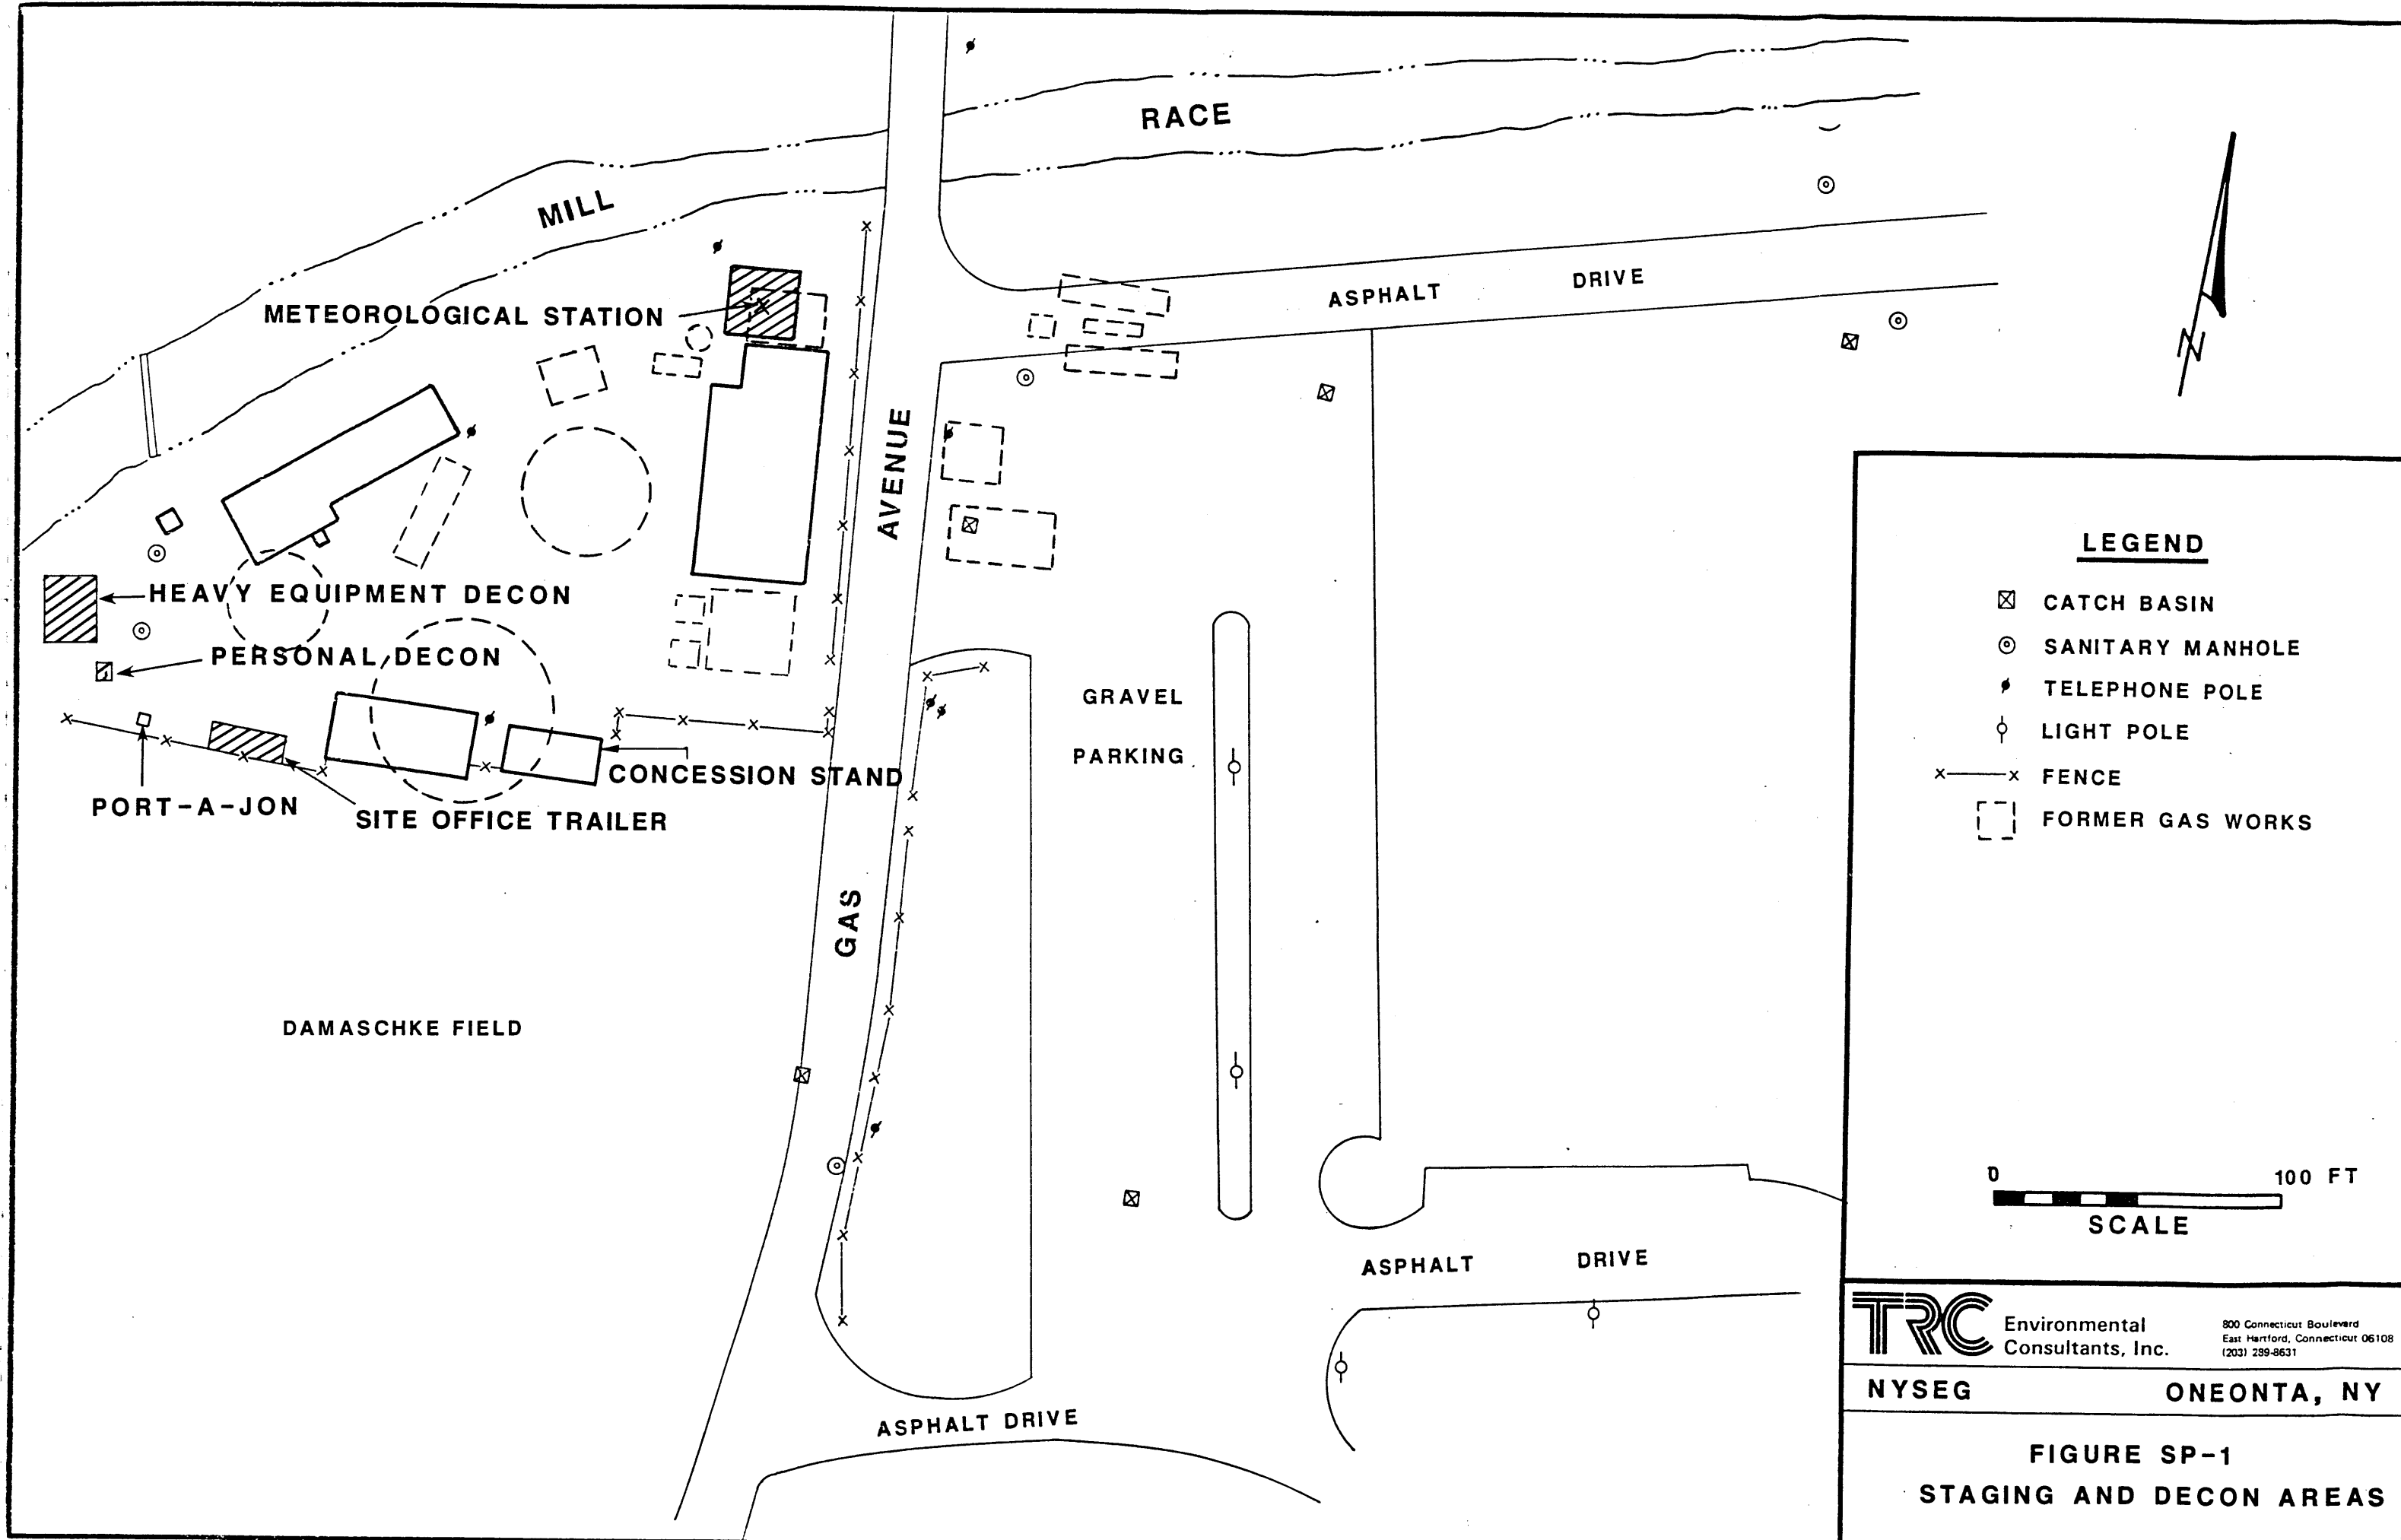 RACE
MILL
METEOROLOGICAL STATION
ASPHALT DRIVE
N
AVENUE
HEAVY EQUIPMENT DECON
PERSONAL DECON
GRAVEL
PARKING
CONCESSION STAND
PORT-A-JON
SITE OFFICE TRAILER
GAS
DAMASCHKE FIELD
ASPHALT DRIVE
ASPHALT DRIVE
LEGEND
CATCH BASIN
SANITARY MANHOLE
TELEPHONE POLE
LIGHT POLE
x x FENCE
FORMER GAS WORKS
0 100 FT
SCALE
TRC
Environmental
Consultants, Inc.
800 Connecticut Boulevard
East Hartford, Connecticut 06108
(203) 289-8631
NYSEG ONEONTA, NY
FIGURE SP-1
STAGING AND DECON AREAS